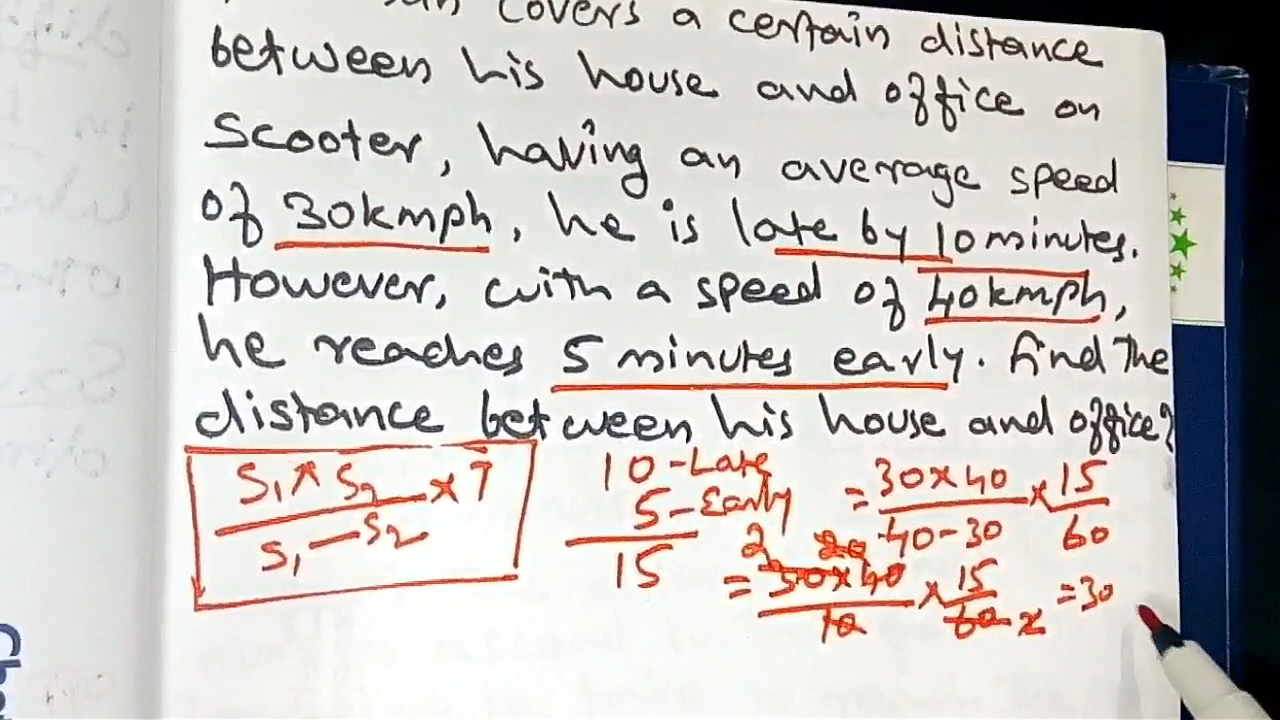 covers a certain distance
between his house and office on
Scooter, having an average speed
of 30kmph, he is late by 10minutes.
However, with a speed of 40kmph,
he reaches 5 minutes early. find The
distance between his house and office?
S₁ × S₂ / S₁ - S₂ × T
10 - Late
5 - Early
15
= 30×40 / 40-30 × 15 / 60
= 30×40 / 10 × 15 / 60 = 30